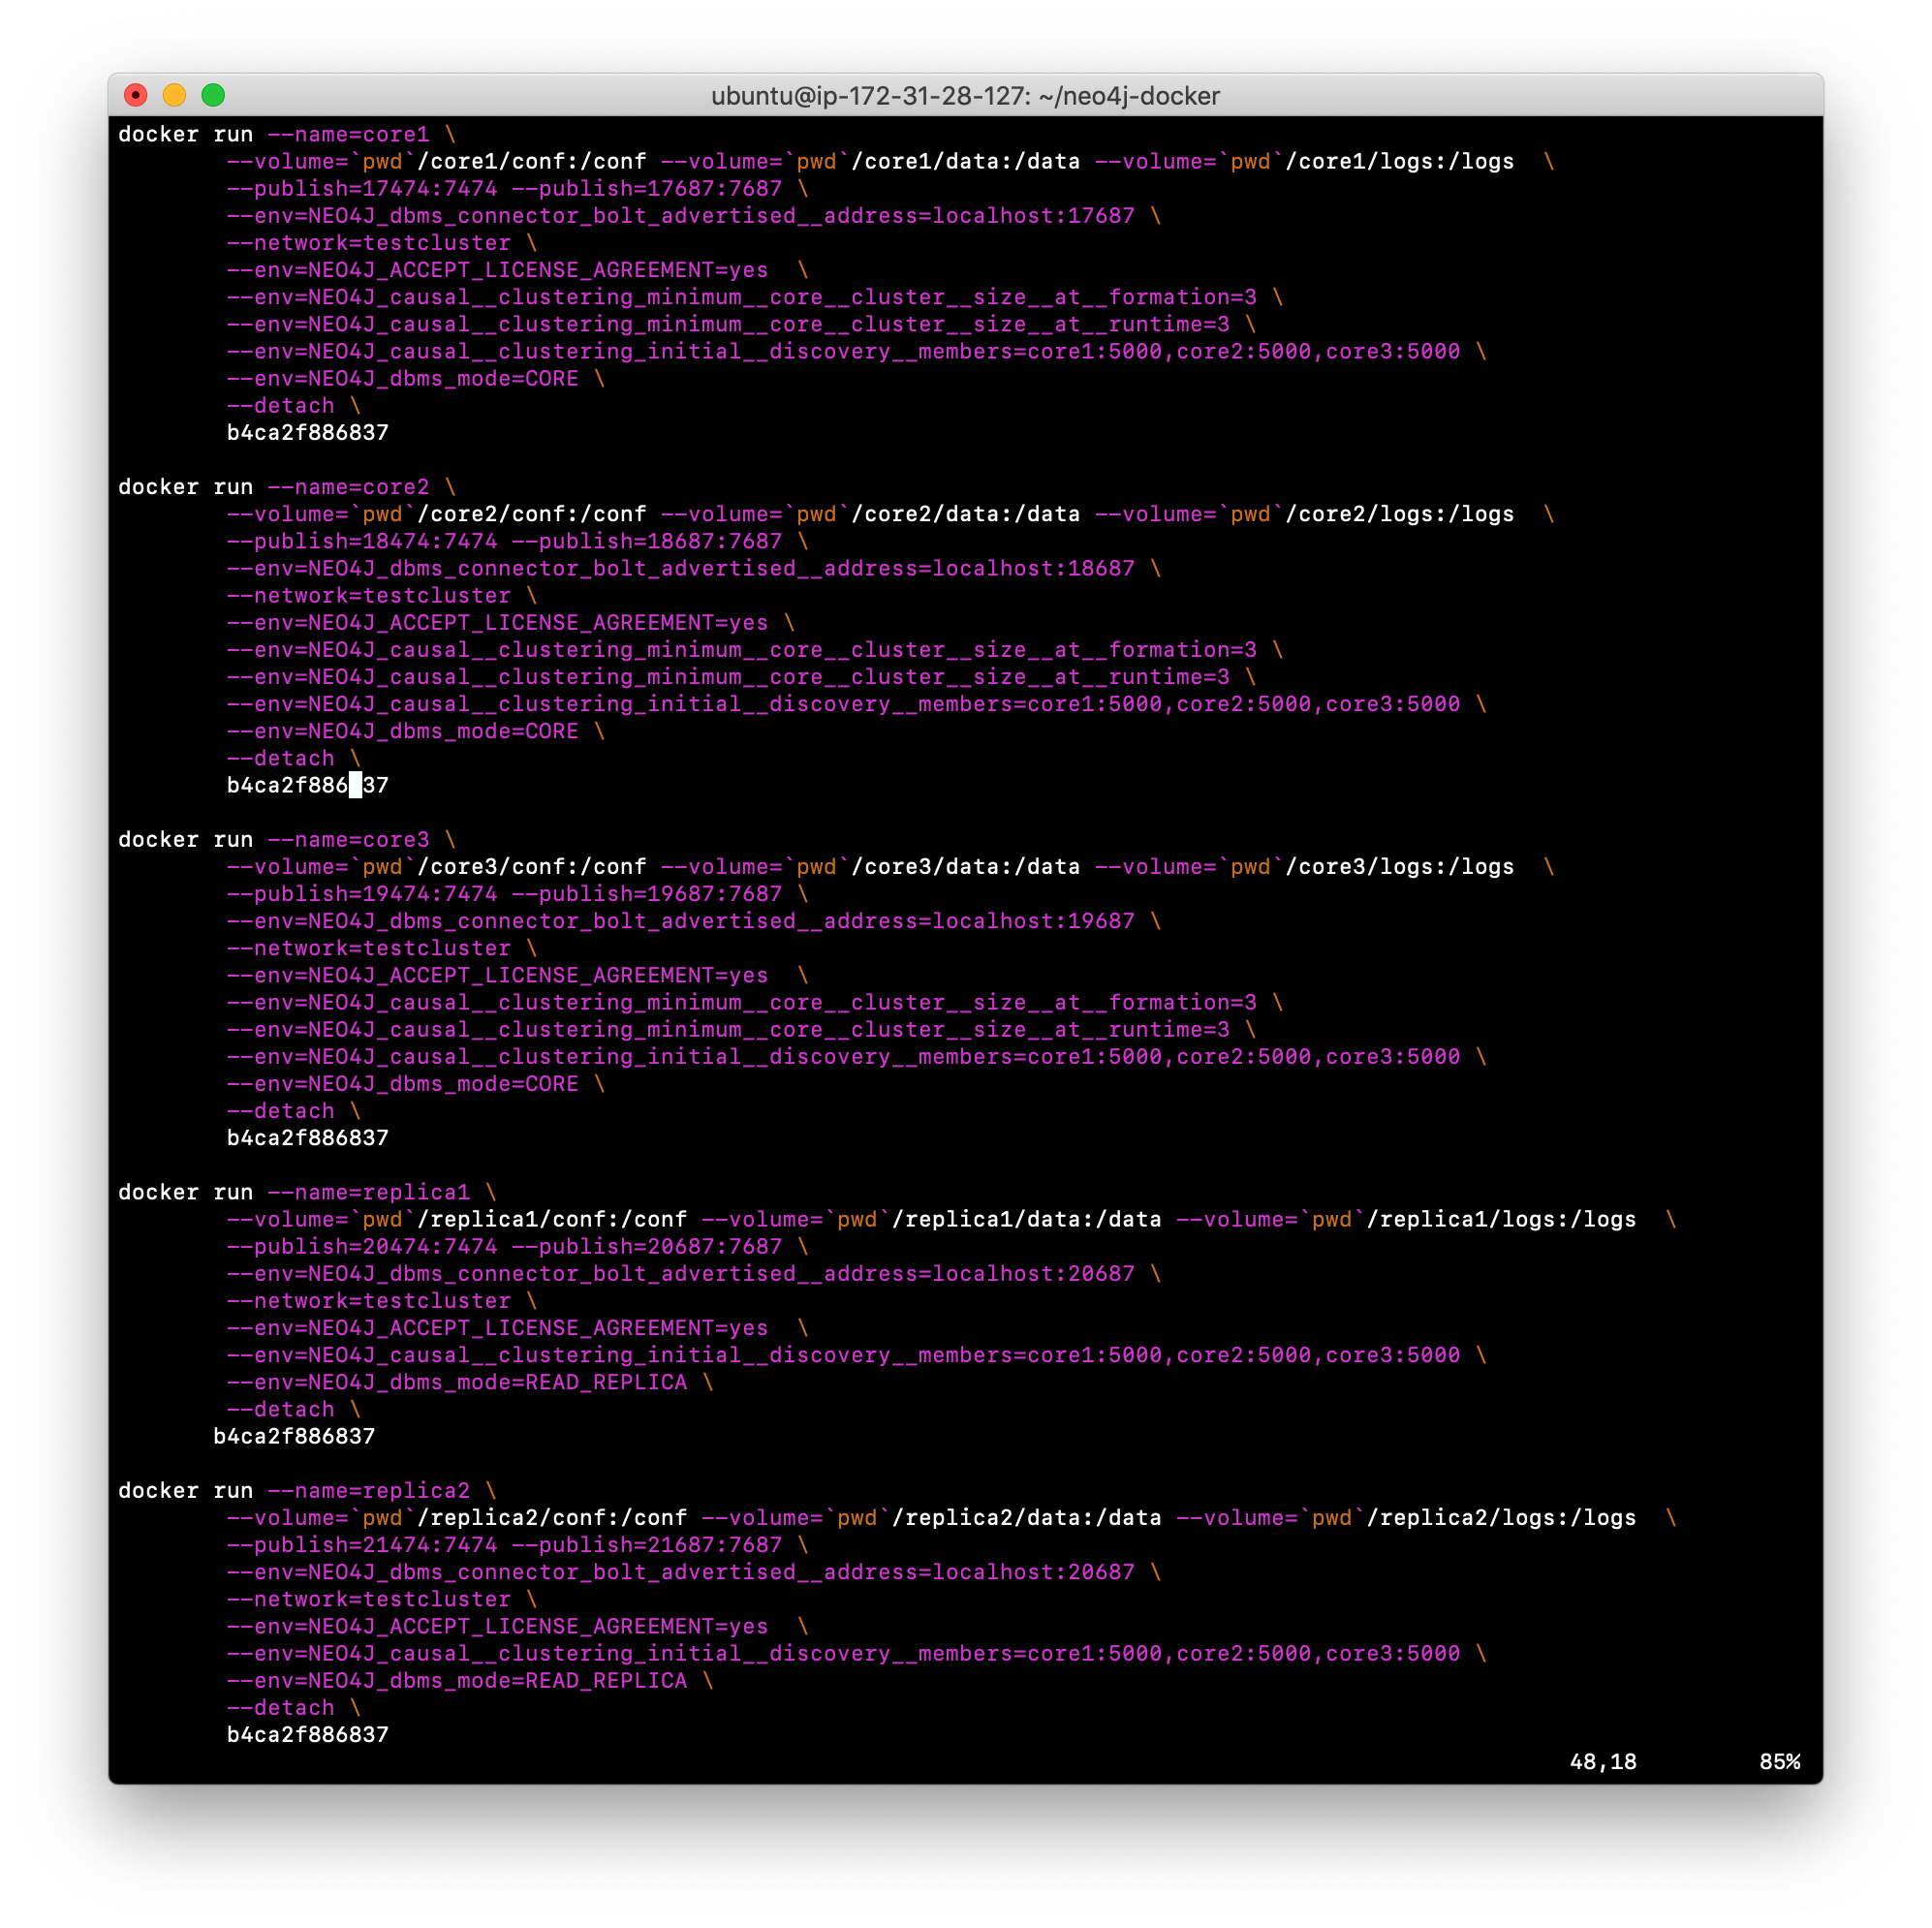 ubuntu@ip-172-31-28-127: ~/neo4j-docker
docker run --name=core1 \
        --volume=`pwd`/core1/conf:/conf --volume=`pwd`/core1/data:/data --volume=`pwd`/core1/logs:/logs  \
        --publish=17474:7474 --publish=17687:7687 \
        --env=NEO4J_dbms_connector_bolt_advertised__address=localhost:17687 \
        --network=testcluster \
        --env=NEO4J_ACCEPT_LICENSE_AGREEMENT=yes  \
        --env=NEO4J_causal__clustering_minimum__core__cluster__size__at__formation=3 \
        --env=NEO4J_causal__clustering_minimum__core__cluster__size__at__runtime=3 \
        --env=NEO4J_causal__clustering_initial__discovery__members=core1:5000,core2:5000,core3:5000 \
        --env=NEO4J_dbms_mode=CORE \
        --detach \
        b4ca2f886837
docker run --name=core2 \
        --volume=`pwd`/core2/conf:/conf --volume=`pwd`/core2/data:/data --volume=`pwd`/core2/logs:/logs  \
        --publish=18474:7474 --publish=18687:7687 \
        --env=NEO4J_dbms_connector_bolt_advertised__address=localhost:18687 \
        --network=testcluster \
        --env=NEO4J_ACCEPT_LICENSE_AGREEMENT=yes \
        --env=NEO4J_causal__clustering_minimum__core__cluster__size__at__formation=3 \
        --env=NEO4J_causal__clustering_minimum__core__cluster__size__at__runtime=3 \
        --env=NEO4J_causal__clustering_initial__discovery__members=core1:5000,core2:5000,core3:5000 \
        --env=NEO4J_dbms_mode=CORE \
        --detach \
        b4ca2f886 37
docker run --name=core3 \
        --volume=`pwd`/core3/conf:/conf --volume=`pwd`/core3/data:/data --volume=`pwd`/core3/logs:/logs  \
        --publish=19474:7474 --publish=19687:7687 \
        --env=NEO4J_dbms_connector_bolt_advertised__address=localhost:19687 \
        --network=testcluster \
        --env=NEO4J_ACCEPT_LICENSE_AGREEMENT=yes  \
        --env=NEO4J_causal__clustering_minimum__core__cluster__size__at__formation=3 \
        --env=NEO4J_causal__clustering_minimum__core__cluster__size__at__runtime=3 \
        --env=NEO4J_causal__clustering_initial__discovery__members=core1:5000,core2:5000,core3:5000 \
        --env=NEO4J_dbms_mode=CORE \
        --detach \
        b4ca2f886837
docker run --name=replica1 \
        --volume=`pwd`/replica1/conf:/conf --volume=`pwd`/replica1/data:/data --volume=`pwd`/replica1/logs:/logs  \
        --publish=20474:7474 --publish=20687:7687 \
        --env=NEO4J_dbms_connector_bolt_advertised__address=localhost:20687 \
        --network=testcluster \
        --env=NEO4J_ACCEPT_LICENSE_AGREEMENT=yes  \
        --env=NEO4J_causal__clustering_initial__discovery__members=core1:5000,core2:5000,core3:5000 \
        --env=NEO4J_dbms_mode=READ_REPLICA \
        --detach \
       b4ca2f886837
docker run --name=replica2 \
        --volume=`pwd`/replica2/conf:/conf --volume=`pwd`/replica2/data:/data --volume=`pwd`/replica2/logs:/logs  \
        --publish=21474:7474 --publish=21687:7687 \
        --env=NEO4J_dbms_connector_bolt_advertised__address=localhost:20687 \
        --network=testcluster \
        --env=NEO4J_ACCEPT_LICENSE_AGREEMENT=yes  \
        --env=NEO4J_causal__clustering_initial__discovery__members=core1:5000,core2:5000,core3:5000 \
        --env=NEO4J_dbms_mode=READ_REPLICA \
        --detach \
        b4ca2f886837
48,18         85%